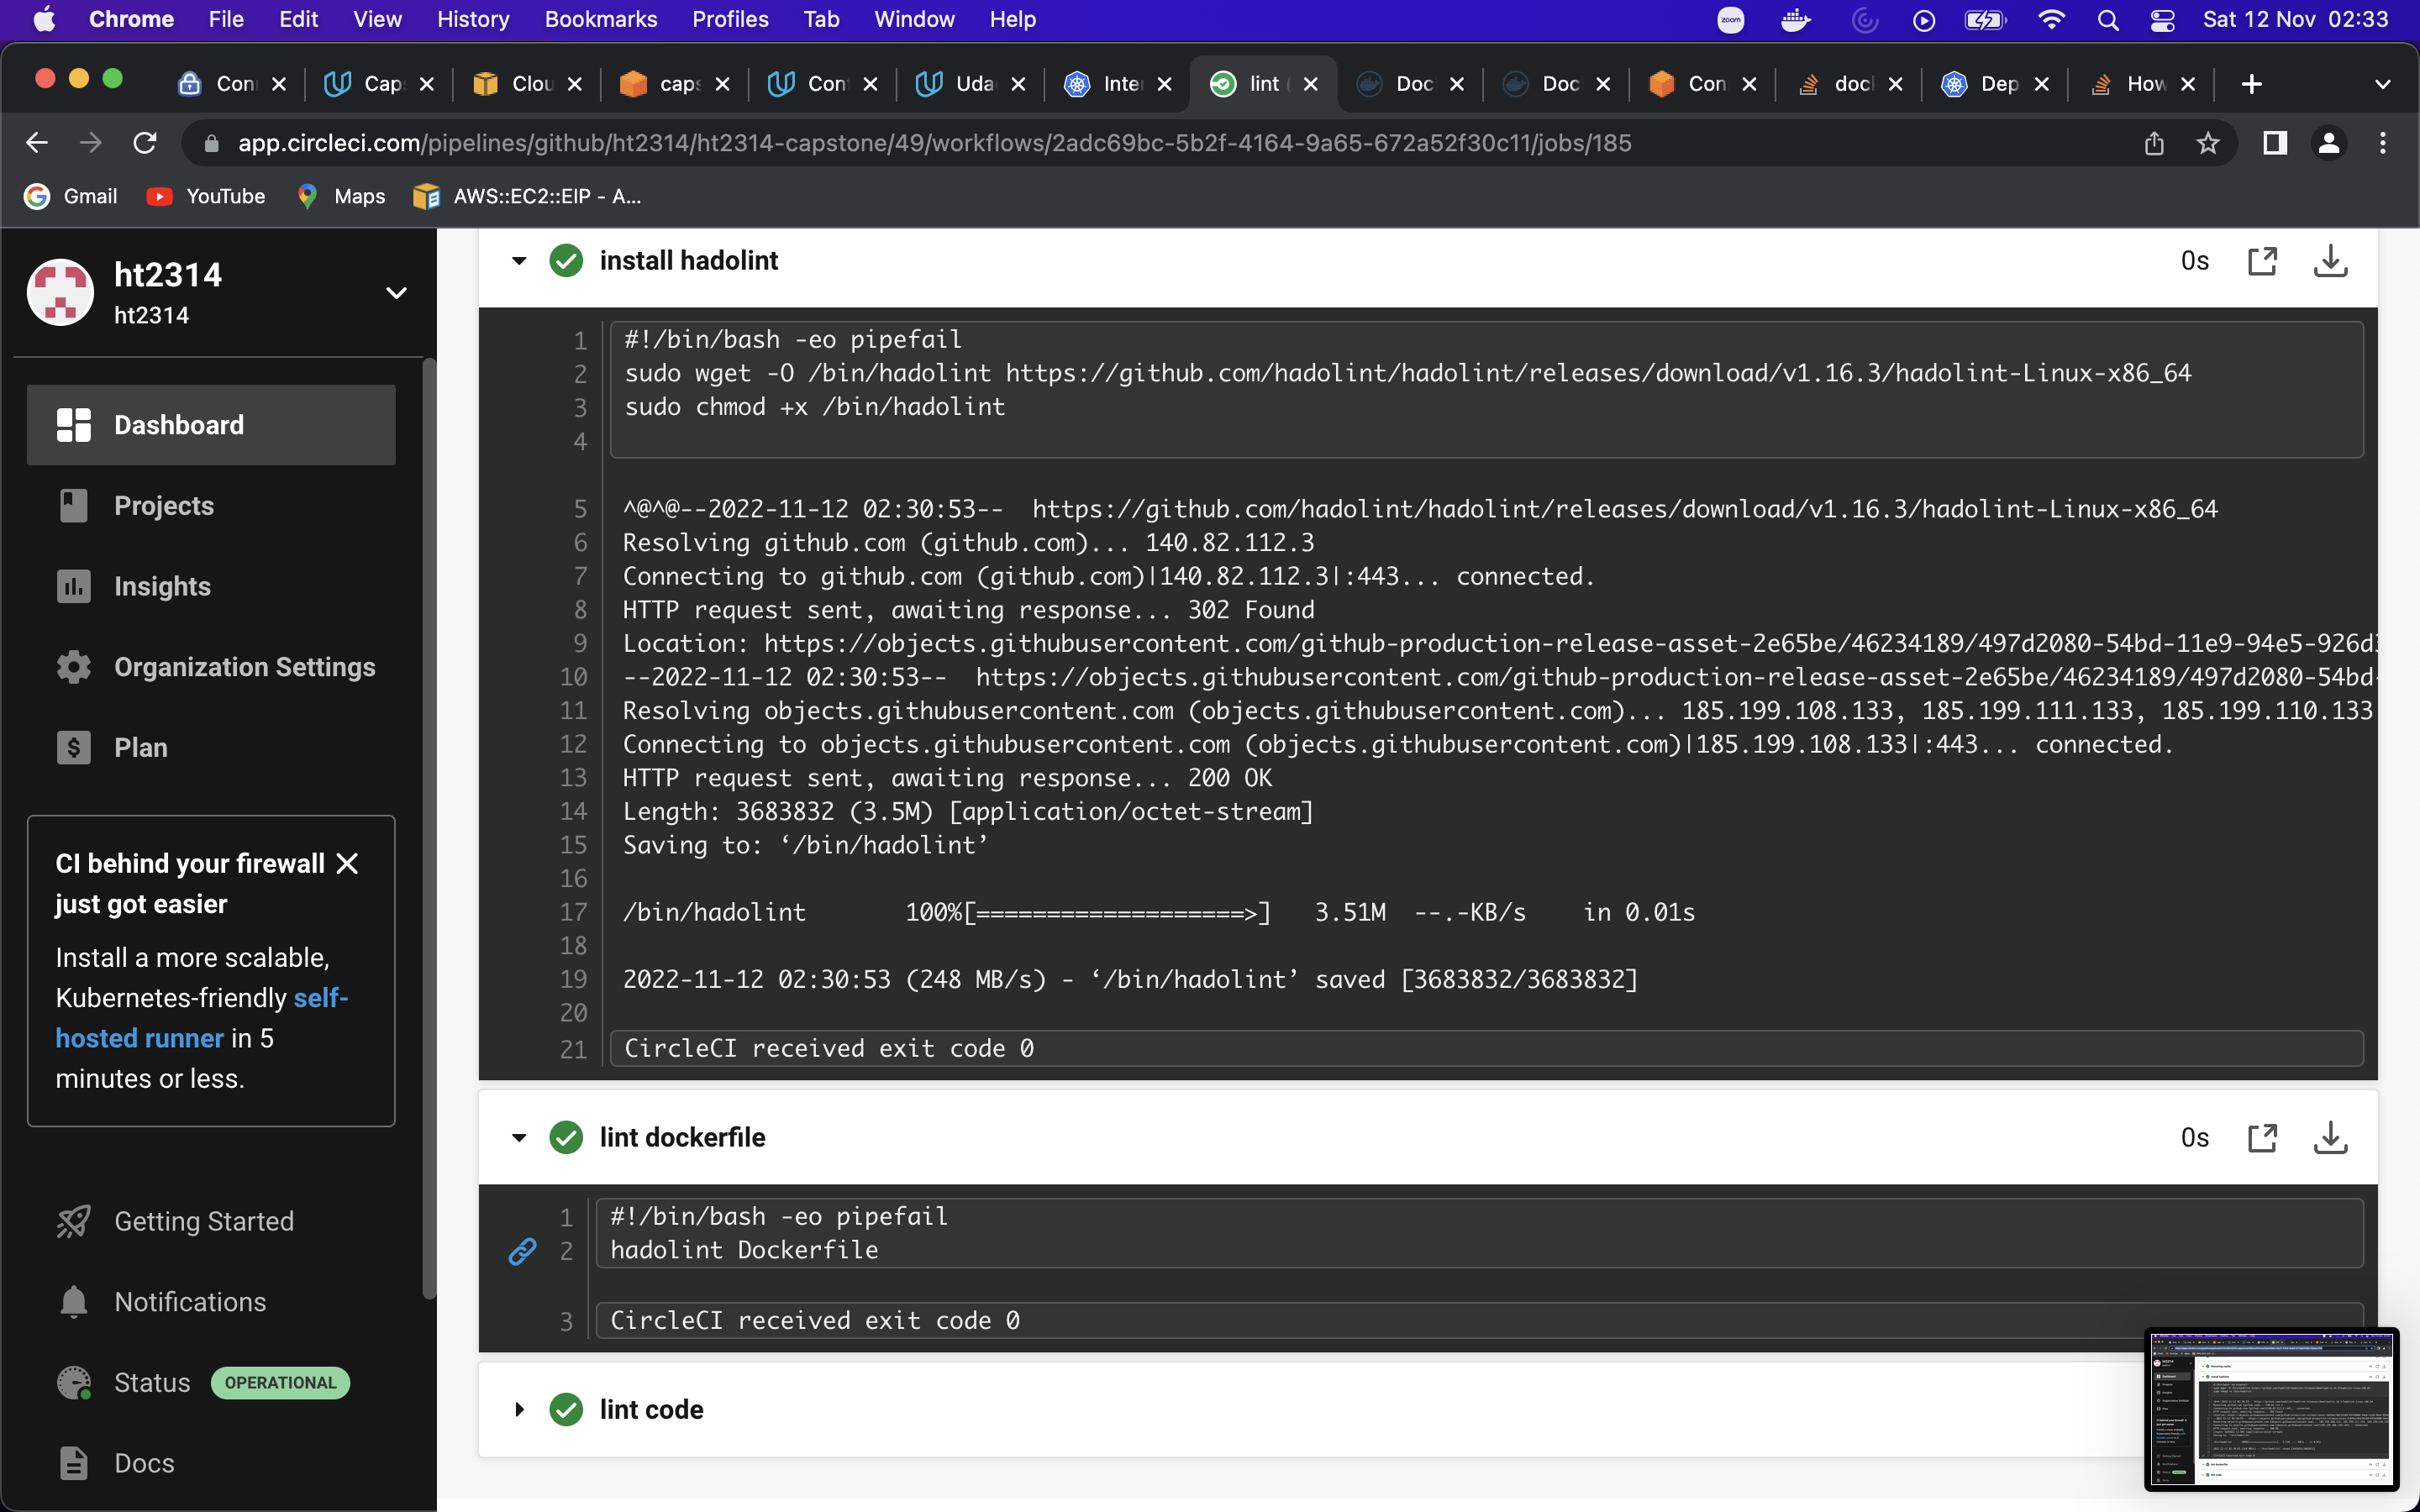 Chrome File Edit View History Bookmarks Profiles Tab Window Help zoom Sat 12 Nov 02:33
Con Cap Clou caps Con Uda Inte lint Doc Doc Con doc Dep How
app.circleci.com/pipelines/github/ht2314/ht2314-capstone/49/workflows/2adc69bc-5b2f-4164-9a65-672a52f30c11/jobs/185
Gmail YouTube Maps AWS::EC2::EIP - A...
ht2314
ht2314
Dashboard
Projects
Insights
Organization Settings
Plan
CI behind your firewall
just got easier
Install a more scalable,
Kubernetes-friendly self-
hosted runner in 5
minutes or less.
Getting Started
Notifications
Status OPERATIONAL
Docs
install hadolint 0s
1 #!/bin/bash -eo pipefail
2 sudo wget -O /bin/hadolint https://github.com/hadolint/hadolint/releases/download/v1.16.3/hadolint-Linux-x86_64
3 sudo chmod +x /bin/hadolint
4
5 ^@^@--2022-11-12 02:30:53--  https://github.com/hadolint/hadolint/releases/download/v1.16.3/hadolint-Linux-x86_64
6 Resolving github.com (github.com)... 140.82.112.3
7 Connecting to github.com (github.com)|140.82.112.3|:443... connected.
8 HTTP request sent, awaiting response... 302 Found
9 Location: https://objects.githubusercontent.com/github-production-release-asset-2e65be/46234189/497d2080-54bd-11e9-94e5-926d
10 --2022-11-12 02:30:53--  https://objects.githubusercontent.com/github-production-release-asset-2e65be/46234189/497d2080-54bd-
11 Resolving objects.githubusercontent.com (objects.githubusercontent.com)... 185.199.108.133, 185.199.111.133, 185.199.110.133
12 Connecting to objects.githubusercontent.com (objects.githubusercontent.com)|185.199.108.133|:443... connected.
13 HTTP request sent, awaiting response... 200 OK
14 Length: 3683832 (3.5M) [application/octet-stream]
15 Saving to: ‘/bin/hadolint’
16
17 /bin/hadolint 100%[===================>] 3.51M --.-KB/s in 0.01s
18
19 2022-11-12 02:30:53 (248 MB/s) - ‘/bin/hadolint’ saved [3683832/3683832]
20
21 CircleCI received exit code 0
lint dockerfile 0s
1 #!/bin/bash -eo pipefail
2 hadolint Dockerfile
3 CircleCI received exit code 0
lint code